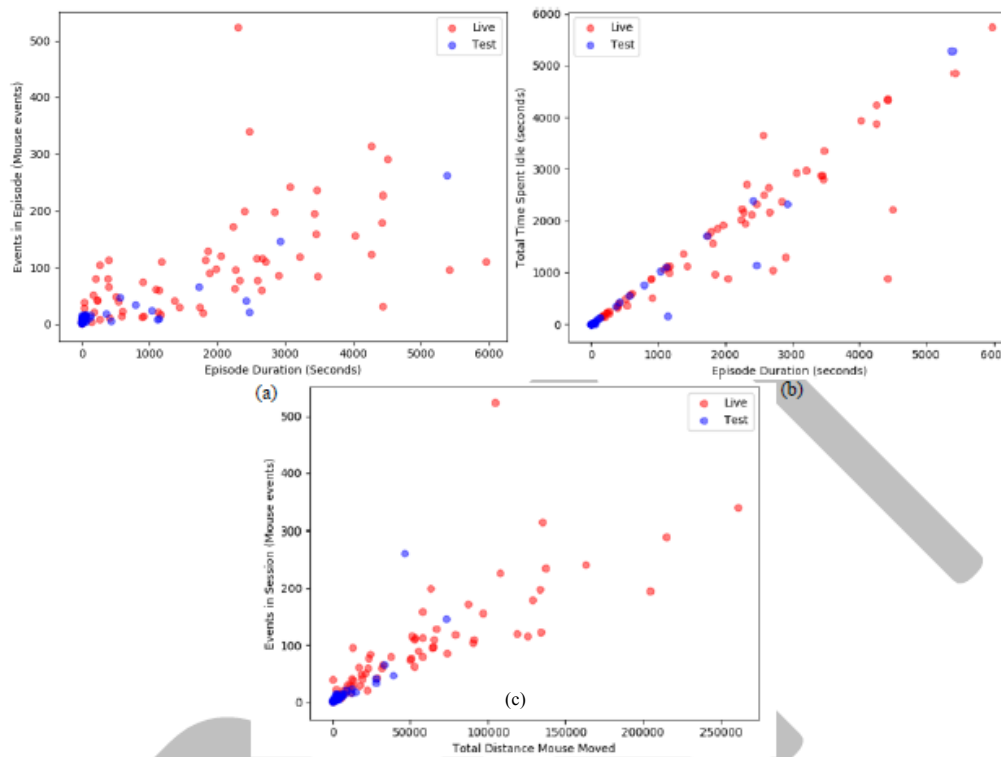 500
400
300
200
100
0
Events in Episode (Mouse events)
Live
Test
0 1000 2000 3000 4000 5000 6000
Episode Duration (Seconds)
(a)
6000
5000
4000
3000
2000
1000
0
Total Time Spent Idle (seconds)
Live
Test
0 1000 2000 3000 4000 5000 600
Episode Duration (seconds)
(b)
500
400
300
200
100
0
Events in Session (Mouse events)
Live
Test
(c)
0 50000 100000 150000 200000 250000
Total Distance Mouse Moved